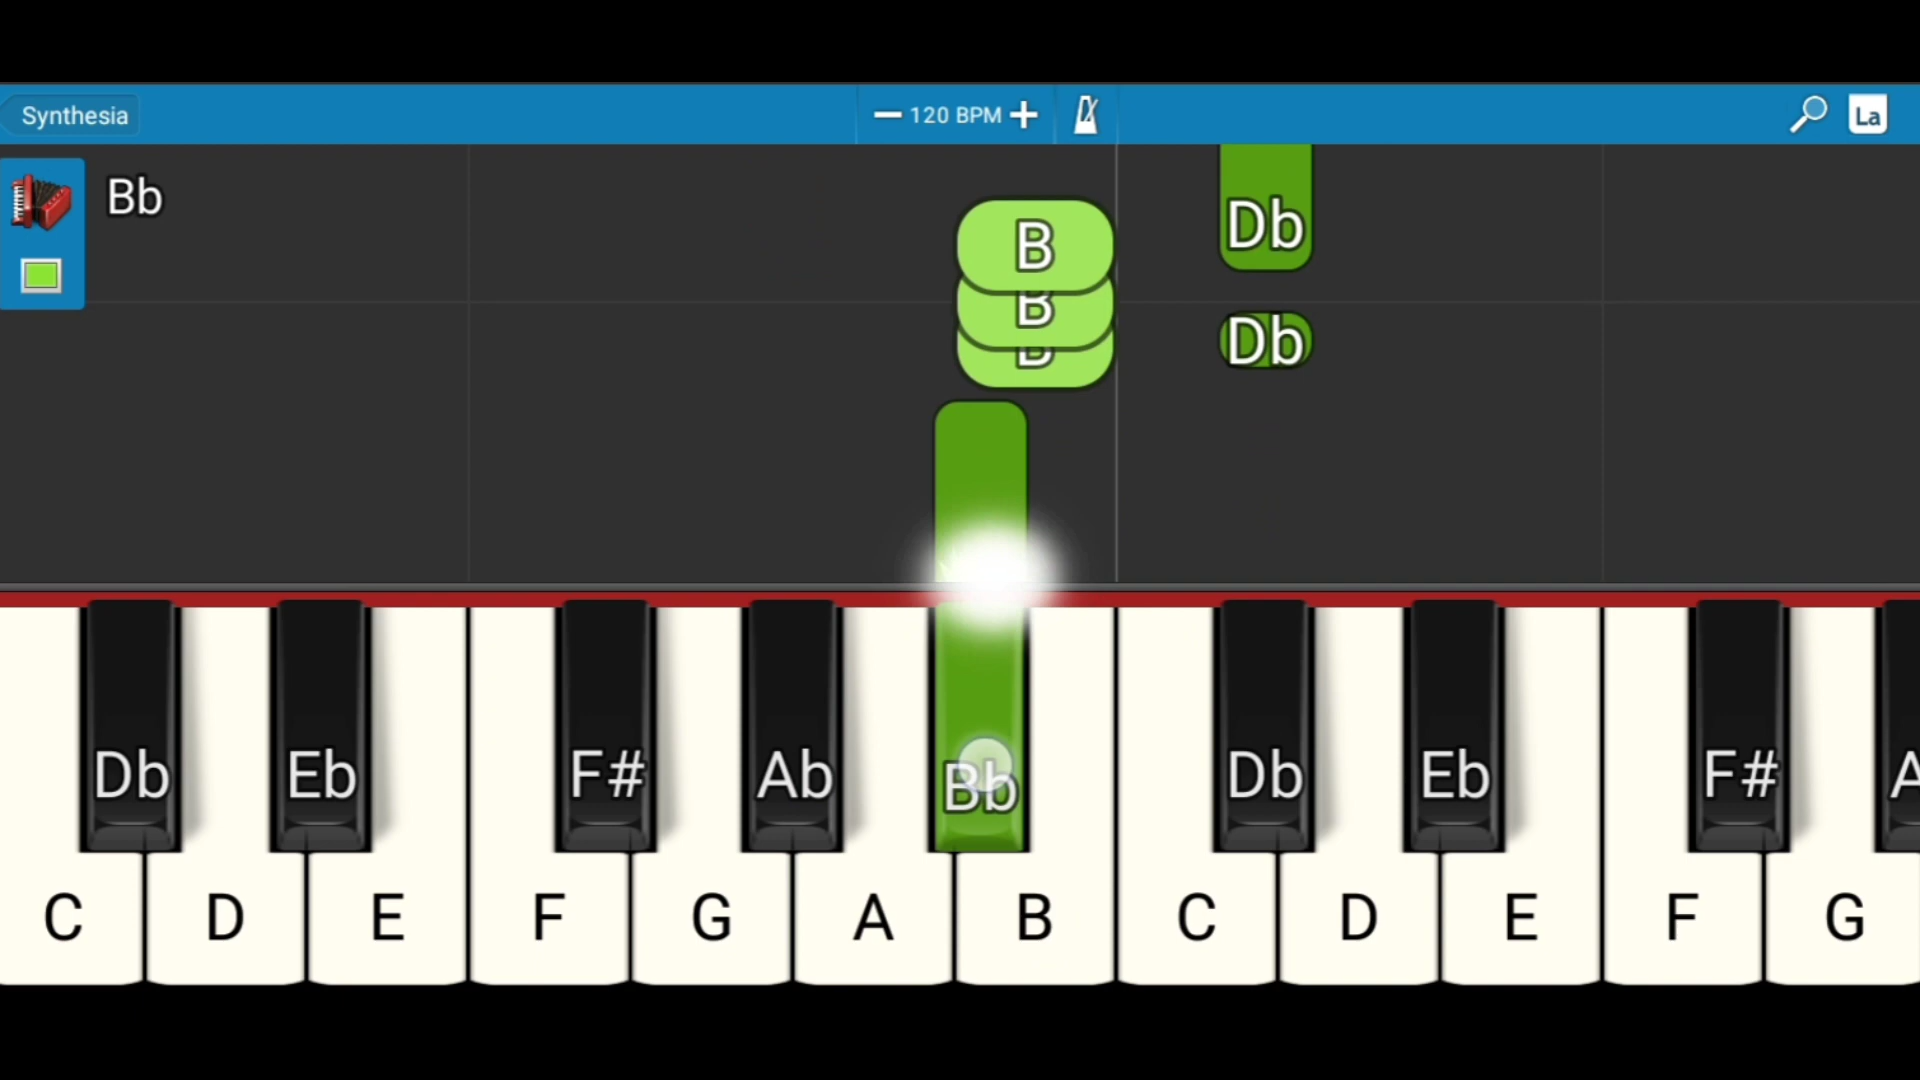 Synthesia
120 BPM
La
Bb
Db
B
B
B
Db
Db Eb F# Ab Bb Db Eb F# A
C D E F G A B C D E F G